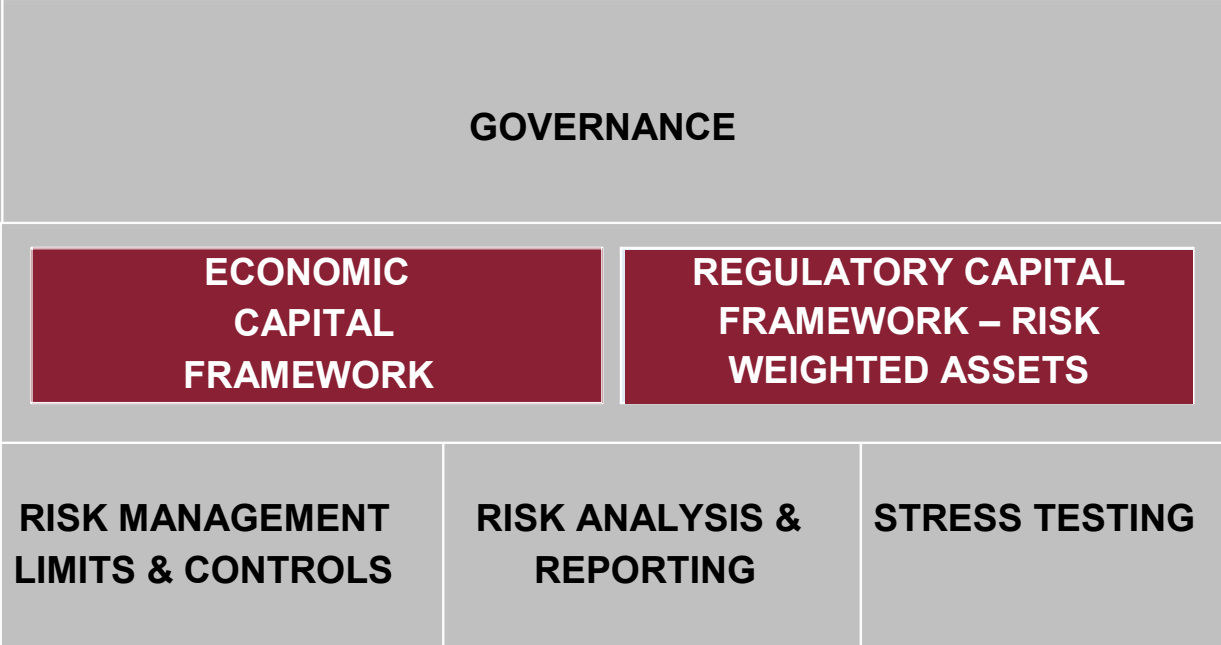 GOVERNANCE
ECONOMIC
CAPITAL
FRAMEWORK
REGULATORY CAPITAL
FRAMEWORK – RISK
WEIGHTED ASSETS
RISK MANAGEMENT
LIMITS & CONTROLS
RISK ANALYSIS &
REPORTING
STRESS TESTING